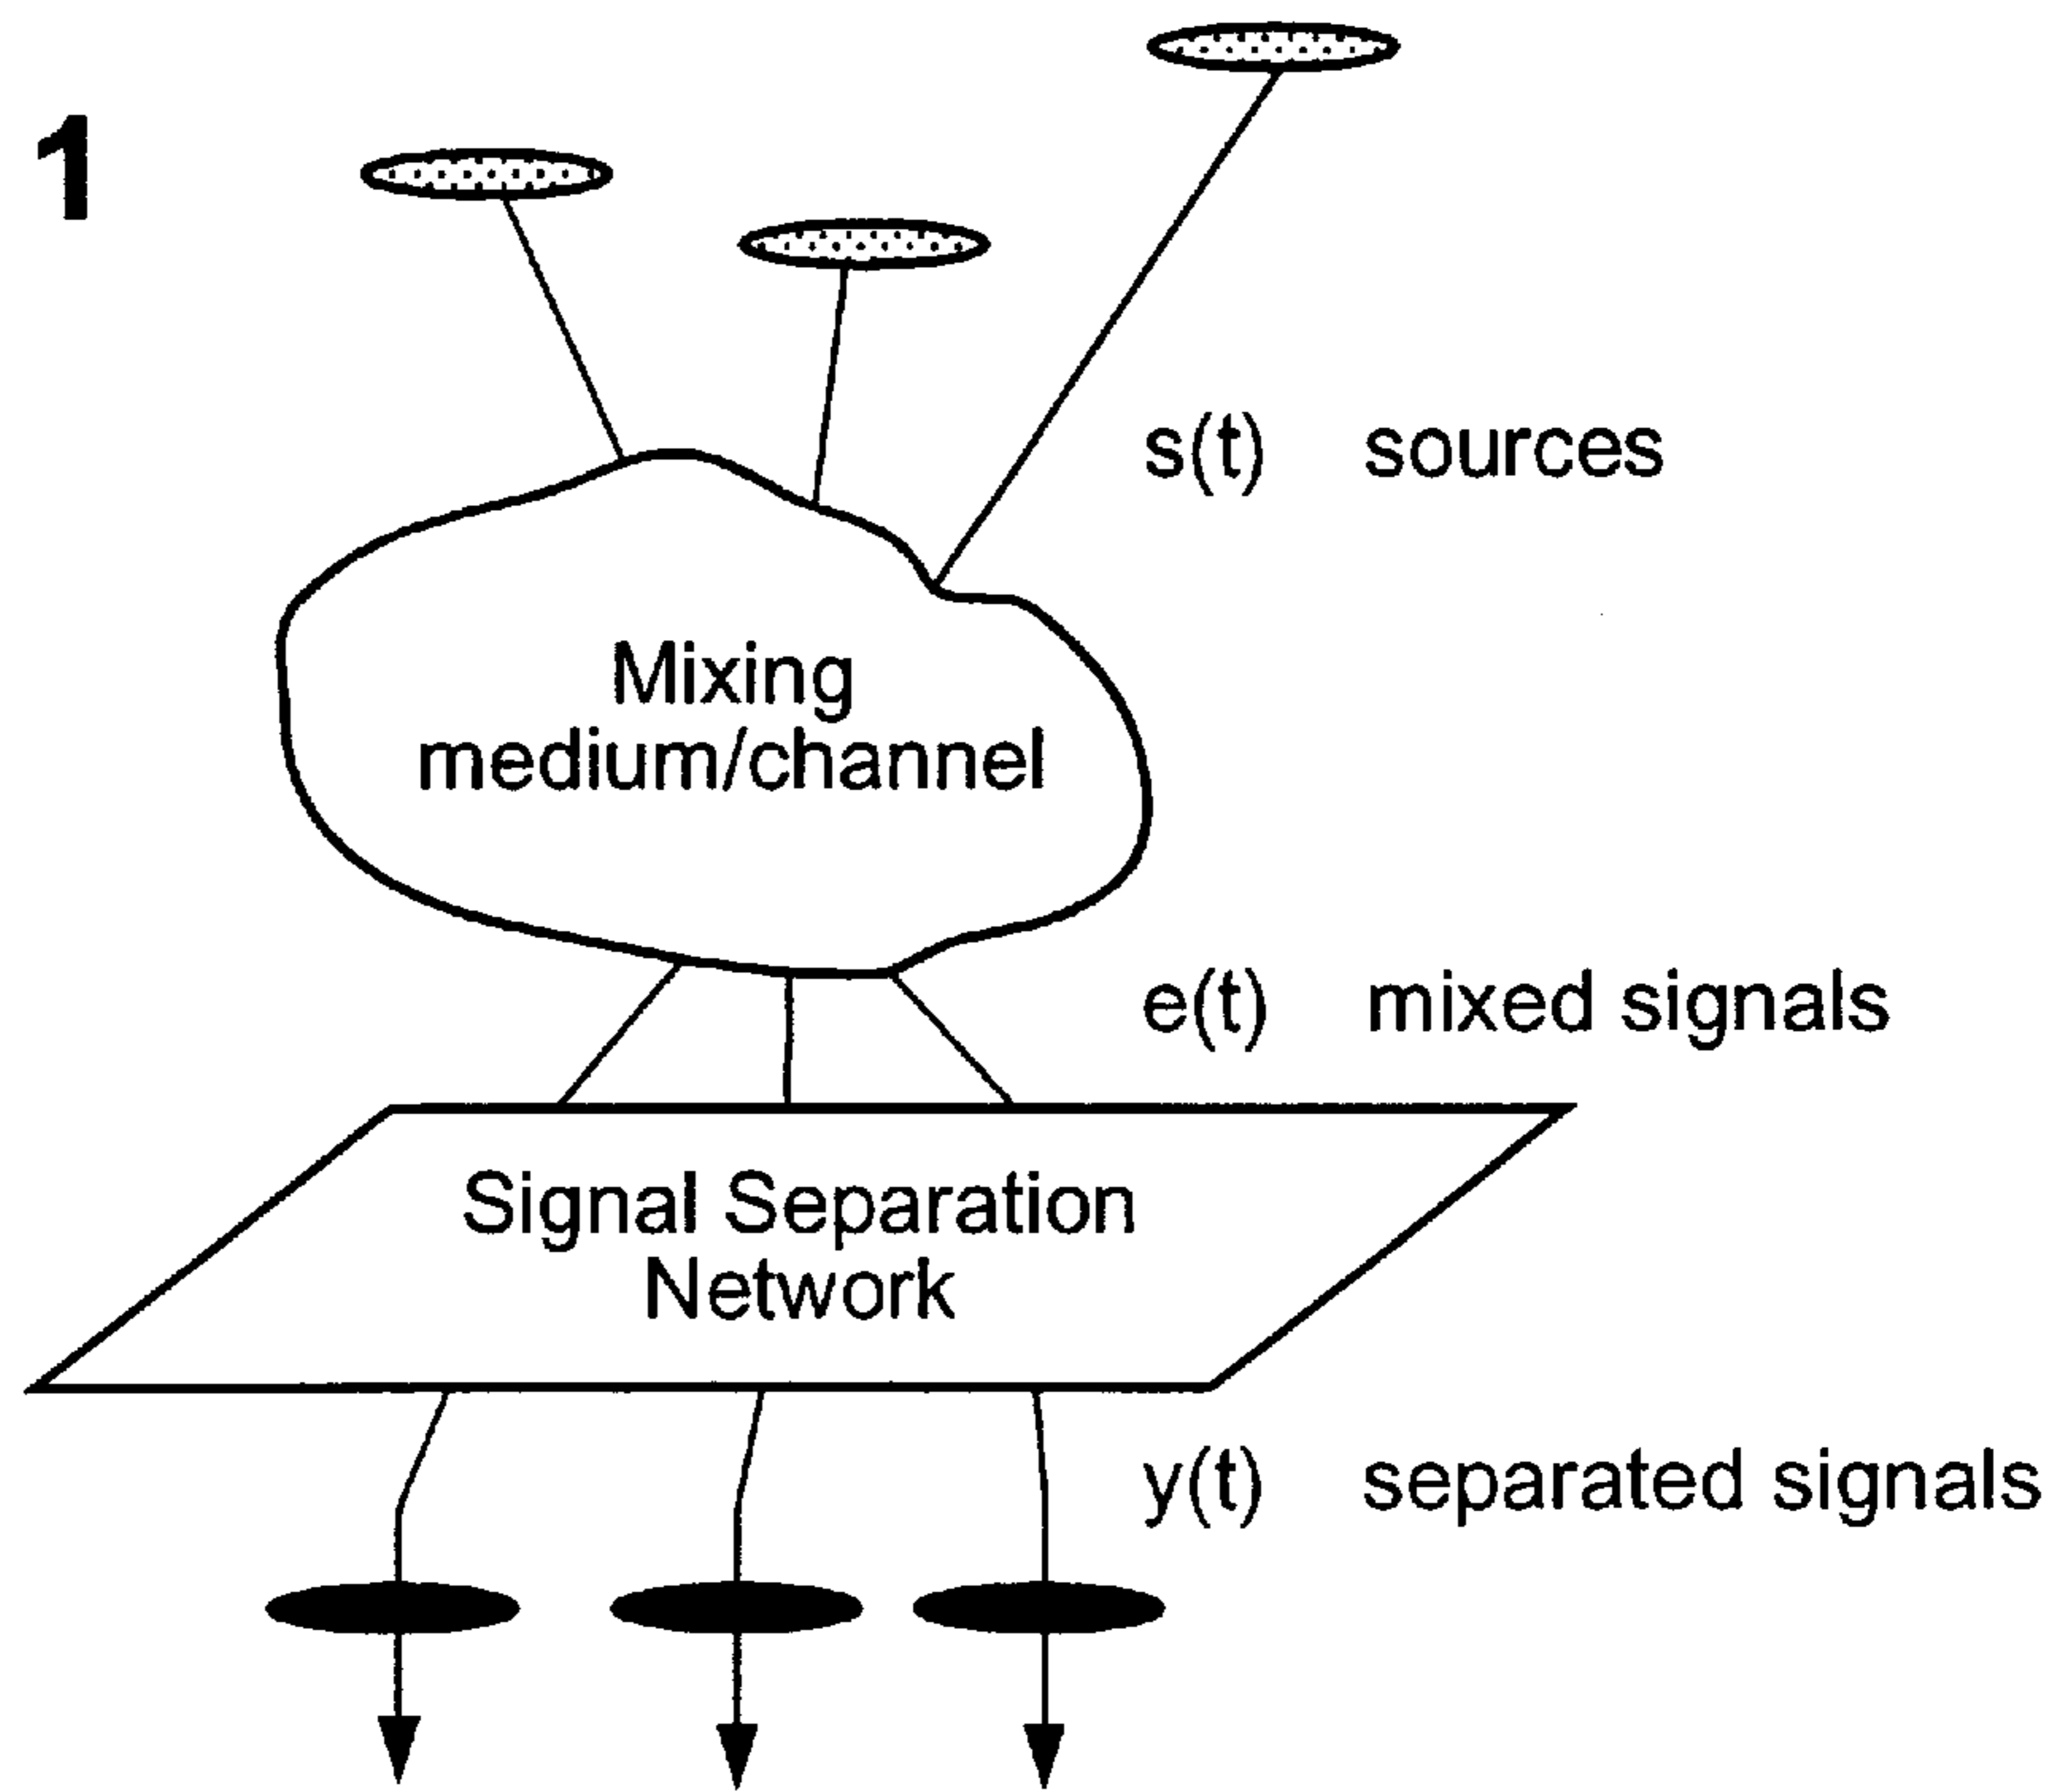 1
s(t) sources
Mixing
medium/channel
e(t) mixed signals
Signal Separation
Network
y(t) separated signals